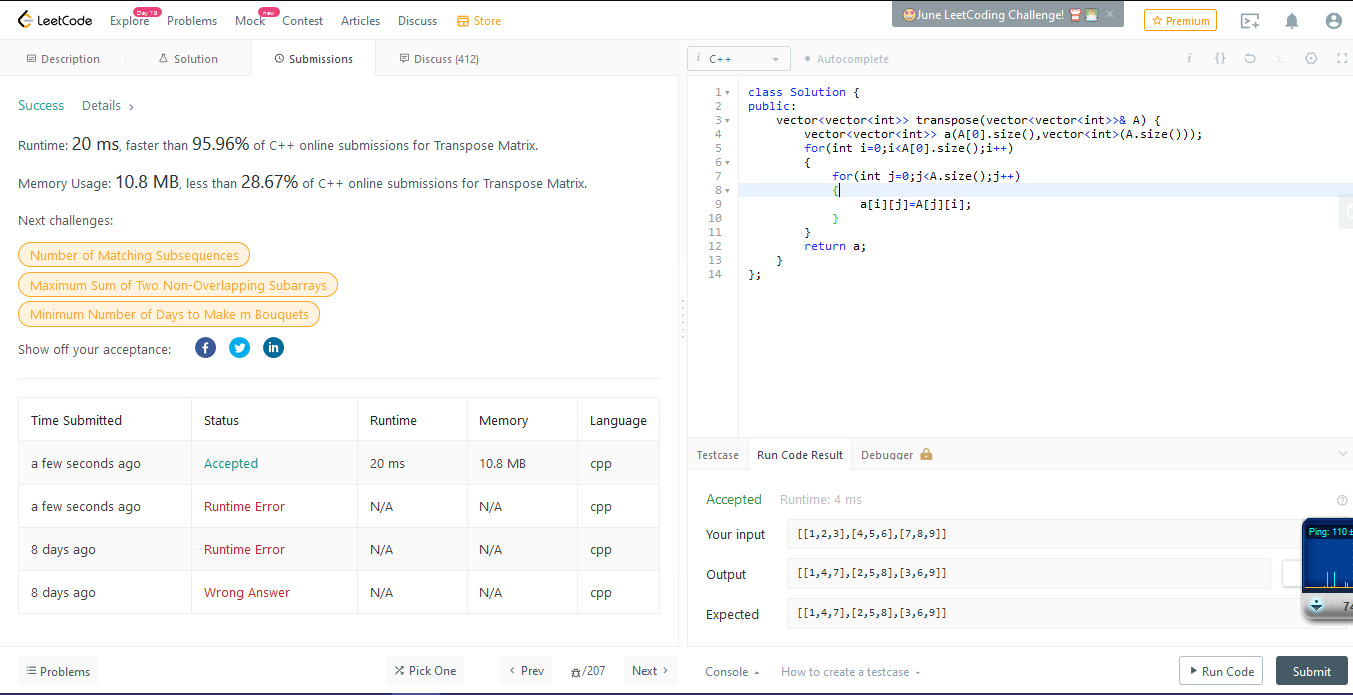 LeetCode Explore Day 19 Problems Mock new Contest Articles Discuss Store June LeetCoding Challenge! × Premium
Description Solution Submissions Discuss (412)
Success Details >
Runtime: 20 ms, faster than 95.96% of C++ online submissions for Transpose Matrix.
Memory Usage: 10.8 MB, less than 28.67% of C++ online submissions for Transpose Matrix.
Next challenges:
Number of Matching Subsequences
Maximum Sum of Two Non-Overlapping Subarrays
Minimum Number of Days to Make m Bouquets
Show off your acceptance:
Time Submitted Status Runtime Memory Language
a few seconds ago Accepted 20 ms 10.8 MB cpp
a few seconds ago Runtime Error N/A N/A cpp
8 days ago Runtime Error N/A N/A cpp
8 days ago Wrong Answer N/A N/A cpp
Problems Pick One < Prev /207 Next >
i C++ Autocomplete i {}
1 class Solution {
2 public:
3 vector<vector<int>> transpose(vector<vector<int>>& A) {
4 vector<vector<int>> a(A[0].size(),vector<int>(A.size()));
5 for(int i=0;i<A[0].size();i++)
6 {
7 for(int j=0;j<A.size();j++)
8 {
9 a[i][j]=A[j][i];
10 }
11 }
12 return a;
13 }
14 };
Testcase Run Code Result Debugger
Accepted Runtime: 4 ms
Your input [[1,2,3],[4,5,6],[7,8,9]]
Output [[1,4,7],[2,5,8],[3,6,9]]
Expected [[1,4,7],[2,5,8],[3,6,9]]
Ping: 110 ±
74
Console How to create a testcase Run Code Submit